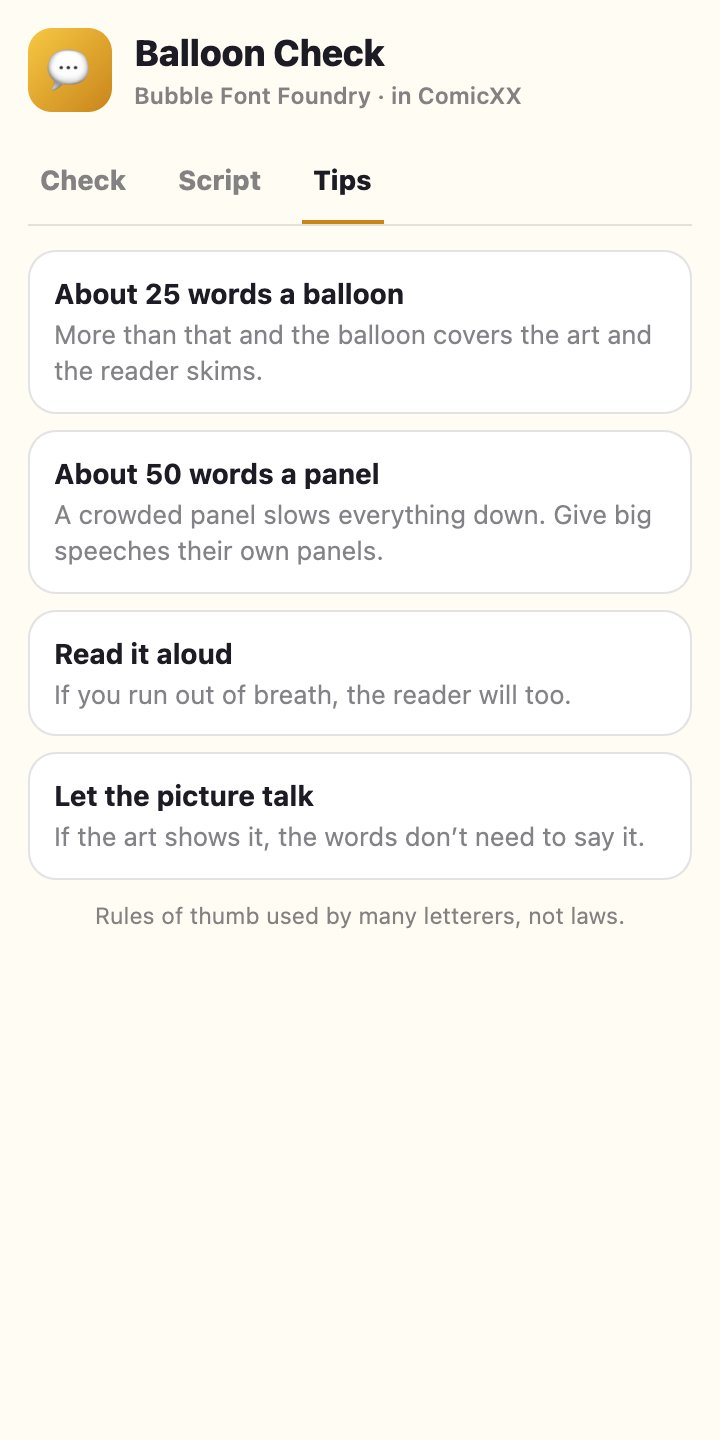 Balloon Check
Bubble Font Foundry · in ComicXX
Check
Script
Tips
About 25 words a balloon
More than that and the balloon covers the art and
the reader skims.
About 50 words a panel
A crowded panel slows everything down. Give big
speeches their own panels.
Read it aloud
If you run out of breath, the reader will too.
Let the picture talk
If the art shows it, the words don’t need to say it.
Rules of thumb used by many letterers, not laws.